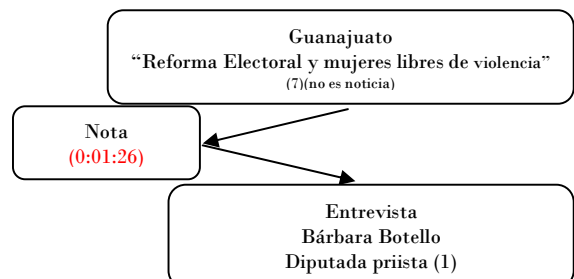 Guanajuato
“Reforma Electoral y mujeres libres de violencia”
(7)(no es noticia)
Nota
(0:01:26)
Entrevista
Bárbara Botello
Diputada priista (1)